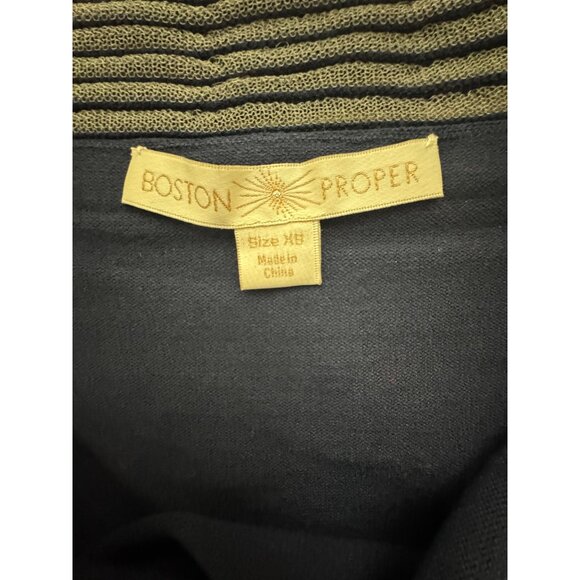 BOSTON PROPER
Size XS
Made in
China